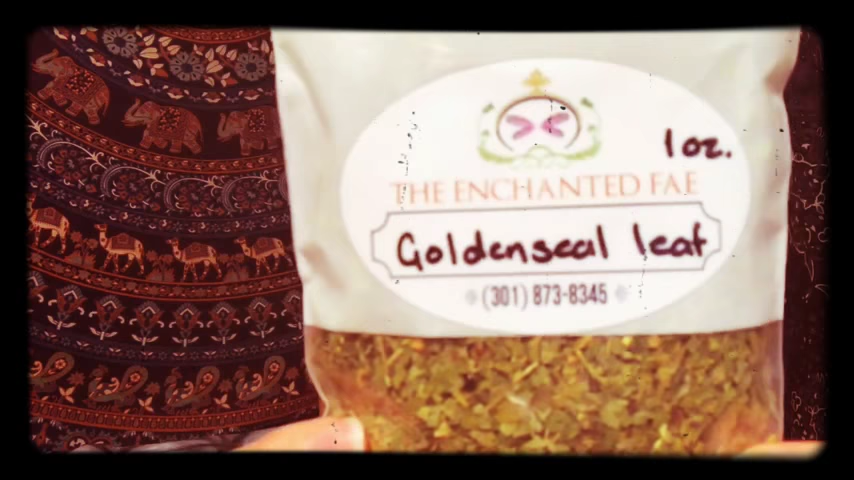 1oz.
THE ENCHANTED FAE
Goldenseal leaf
(301) 873-8345